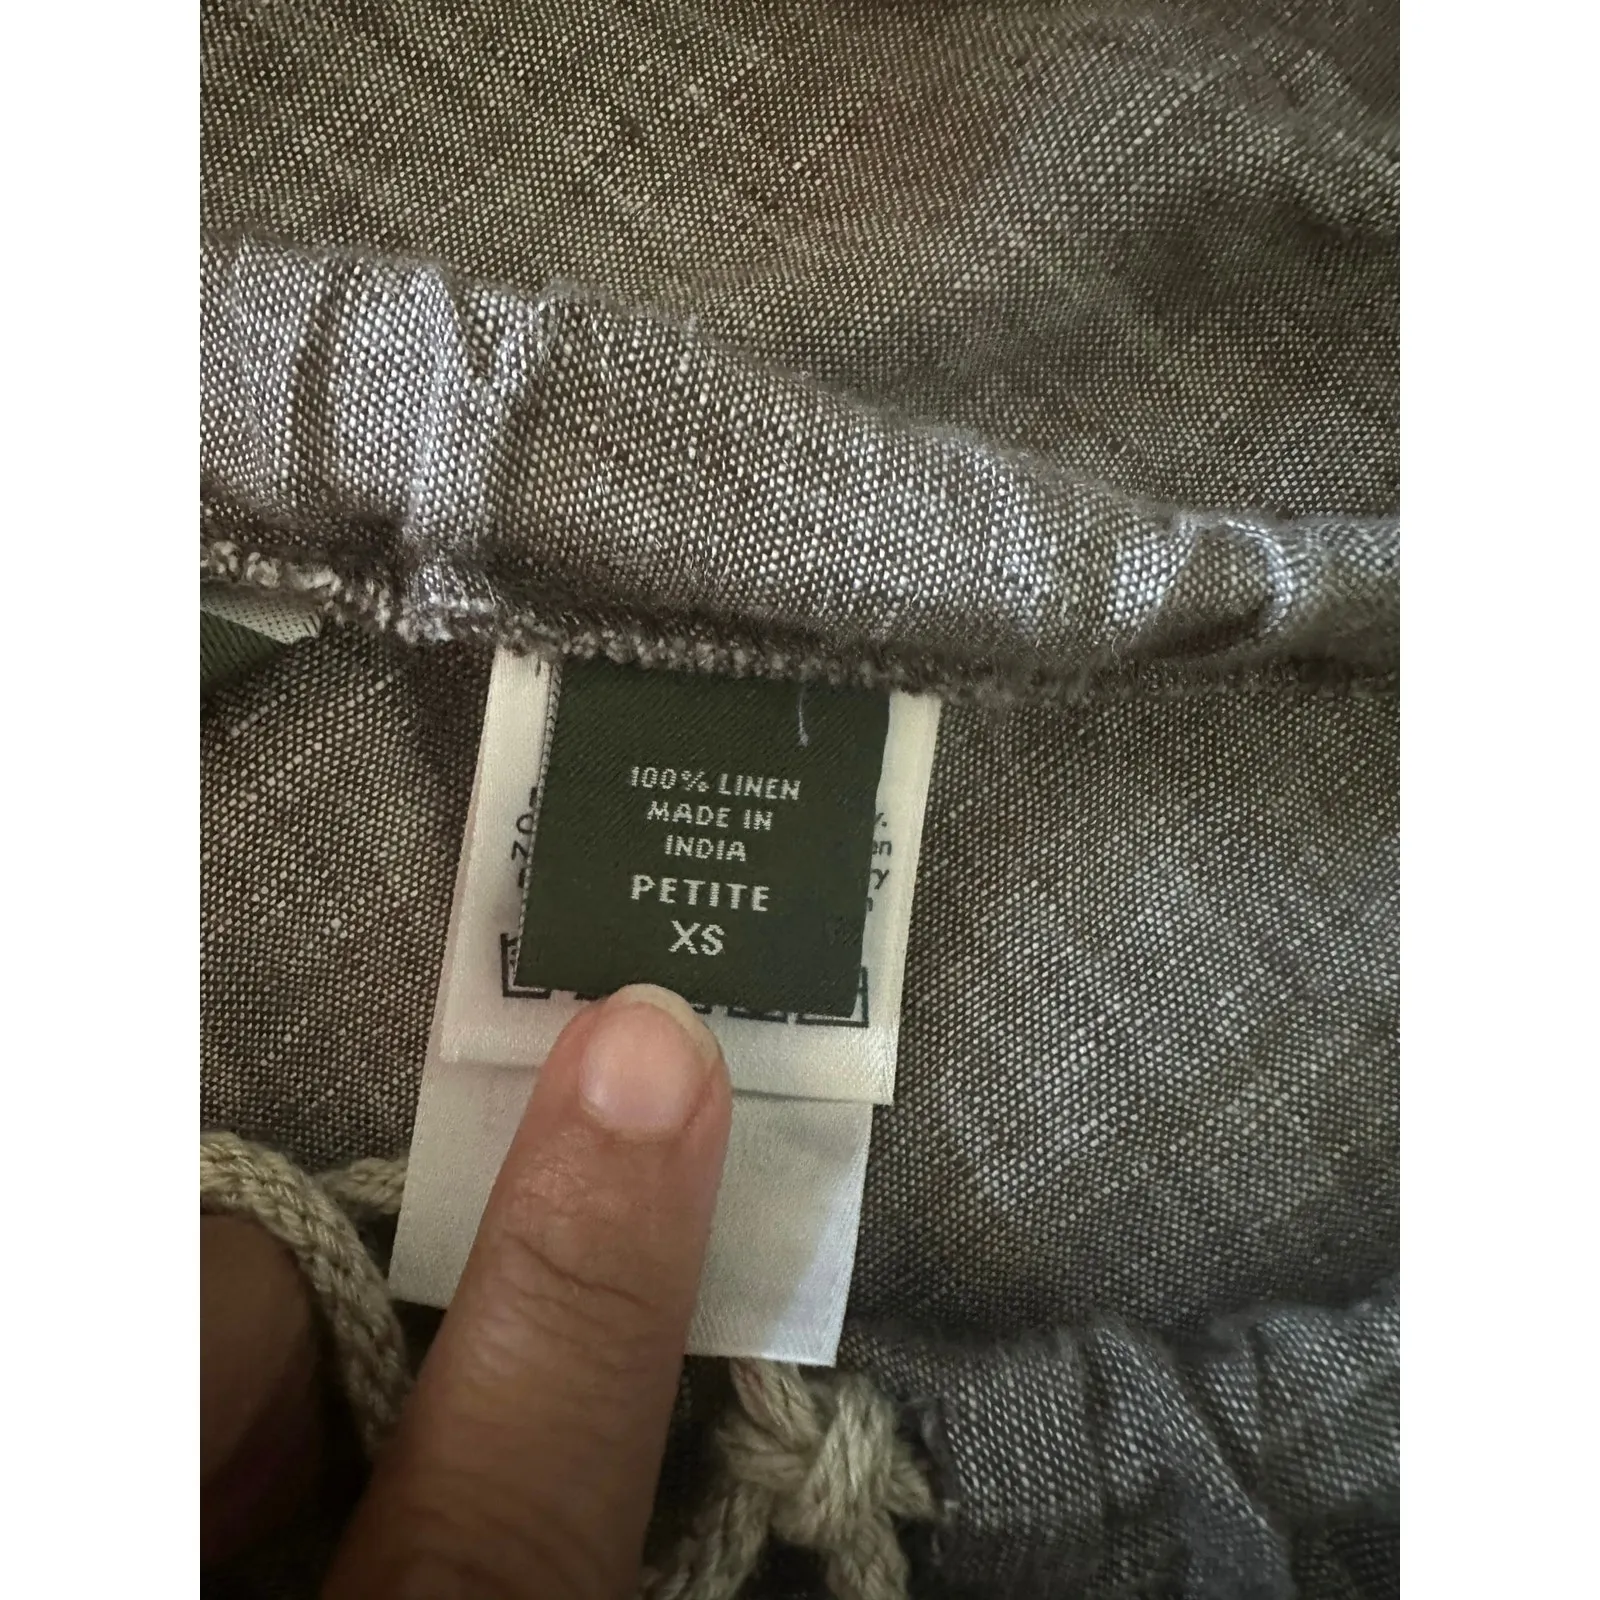 100% LINEN
MADE IN
INDIA
PETITE
XS